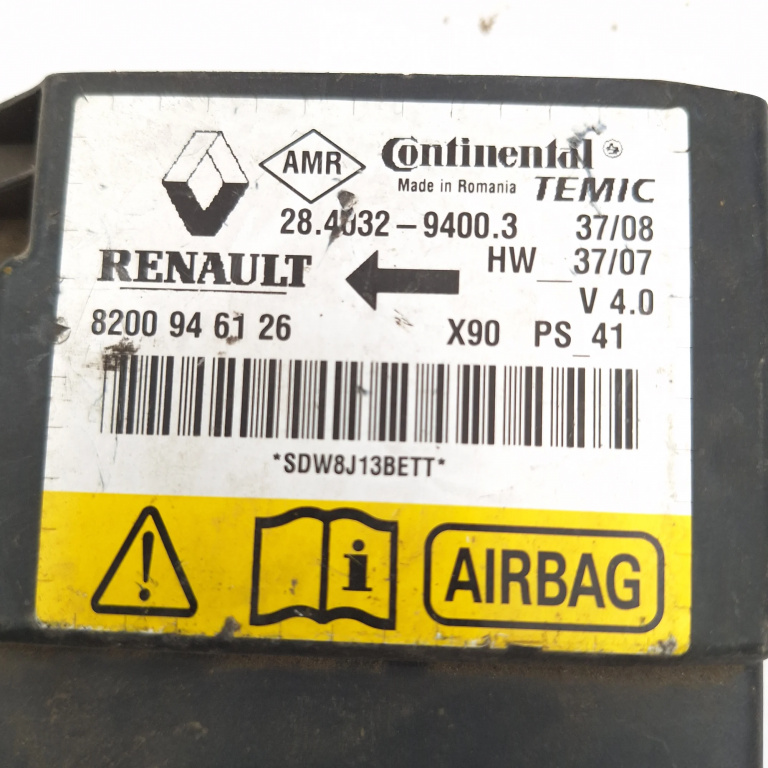 AMR Continental
Made in Romania TEMIC
28.4032-9400.3 37/08
RENAULT HW_37/07
V 4.0
8200 94 61 26 X90 PS_41
*SDW8J13BETT*
i AIRBAG